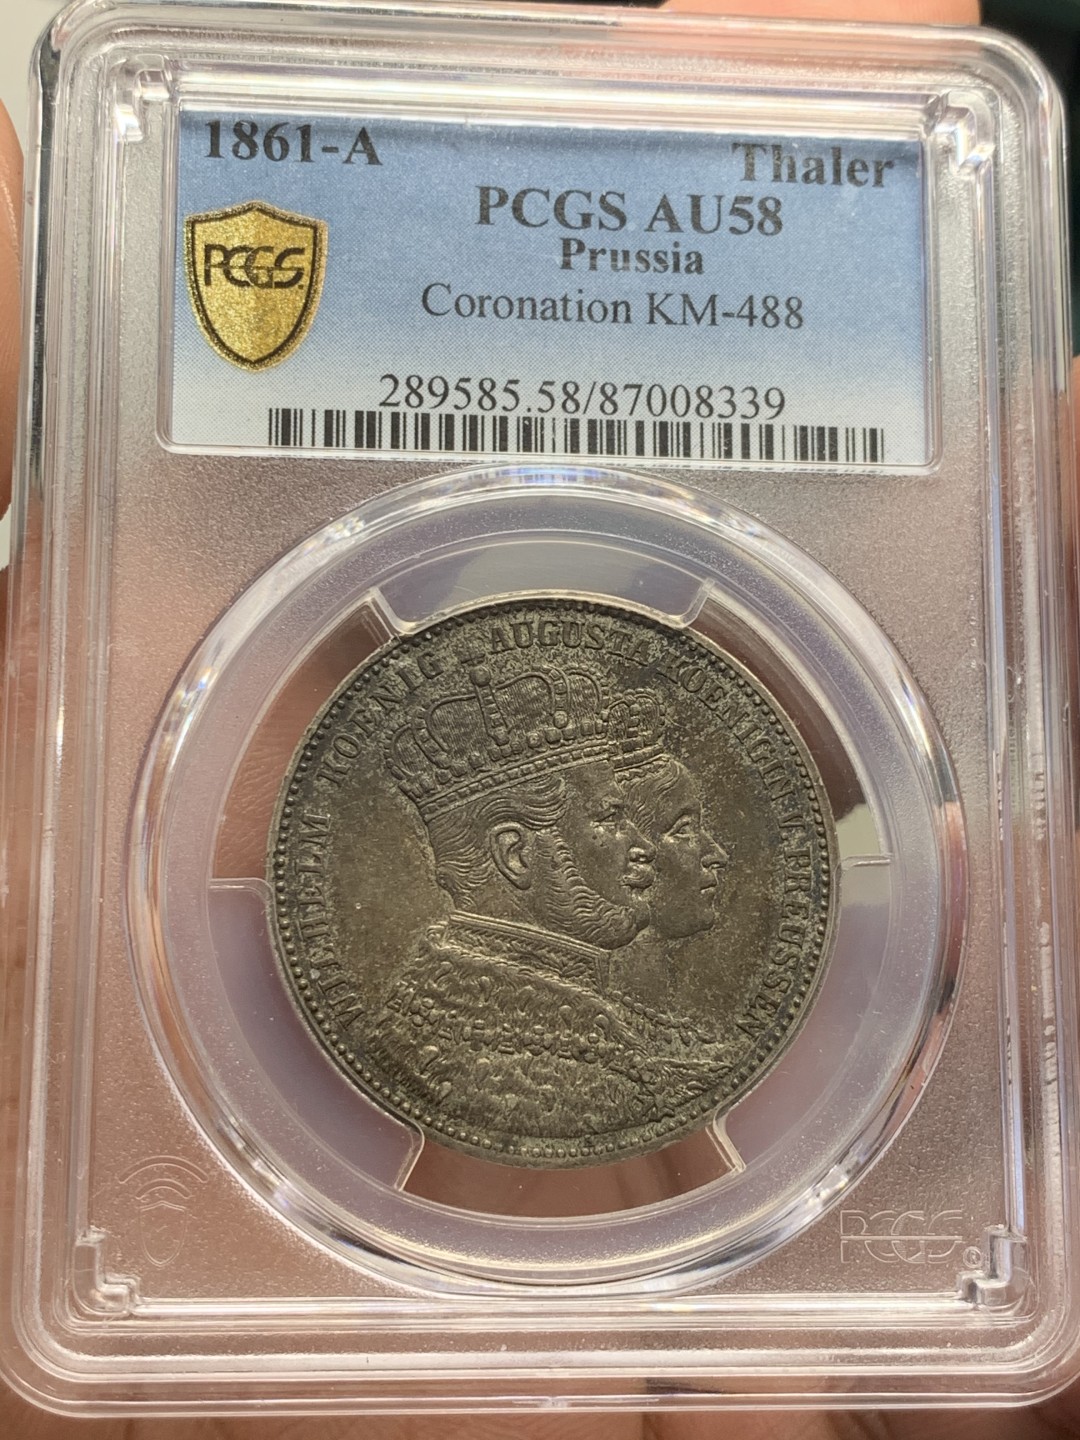 1861-A
Thaler
PCGS AU58
Prussia
Coronation KM-488
PCGS
289585.58/87008339
WILHELM KOENIG AUGUSTA KOENIGIN V. PREUSSEN
A
PCGS